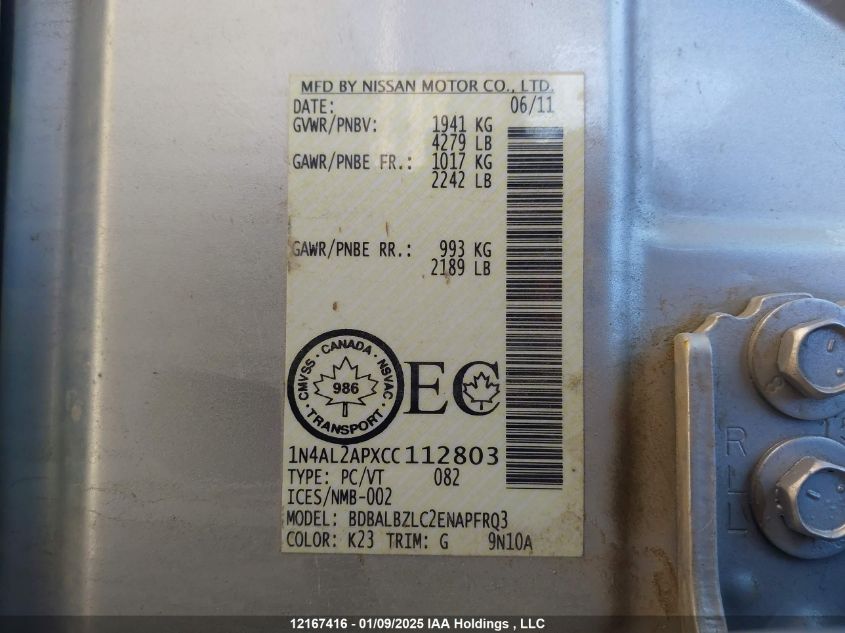 MFD BY NISSAN MOTOR CO., LTD.
DATE: 06/11
GVWR/PNBV: 1941 KG
4279 LB
GAWR/PNBE FR.: 1017 KG
2242 LB
GAWR/PNBE RR.: 993 KG
2189 LB
CMVSS · CANADA · NSVAC · TRANSPORT ·
986
EC
1N4AL2APXCC112803
TYPE: PC/VT 082
ICES/NMB-002
MODEL: BDBALBZLC2ENAPFRQ3
COLOR: K23 TRIM: G 9N10A
R
L
L
12167416 - 01/09/2025 IAA Holdings , LLC